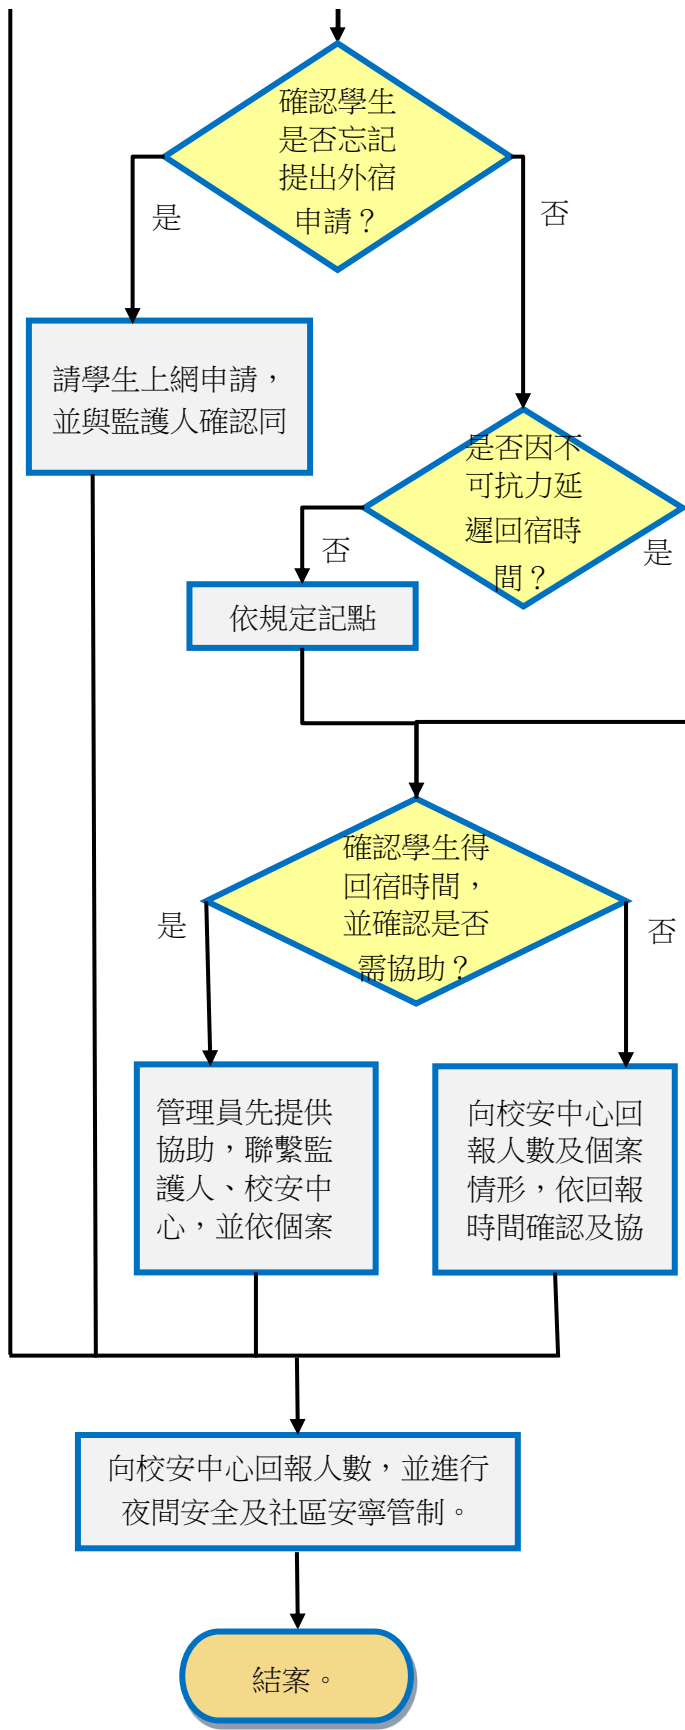 確認學生
是否忘記
提出外宿
申請？
是
否
請學生上網申請，
並與監護人確認同
是否因不
可抗力延
遲回宿時
間？
否
是
依規定記點
確認學生得
回宿時間，
並確認是否
需協助？
是
否
管理員先提供
協助，聯繫監
護人、校安中
心，並依個案
向校安中心回
報人數及個案
情形，依回報
時間確認及協
向校安中心回報人數，並進行
夜間安全及社區安寧管制。
結案。